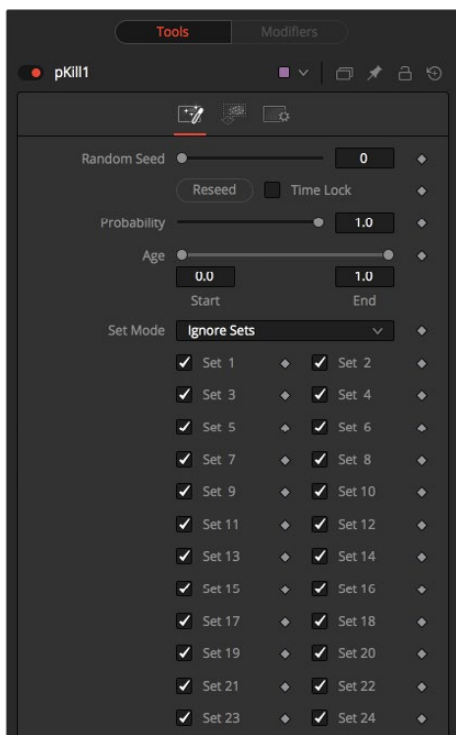 Tools Modifiers
pKill1
Random Seed 0
Reseed Time Lock
Probability 1.0
Age
0.0 1.0
Start End
Set Mode Ignore Sets
Set 1 Set 2
Set 3 Set 4
Set 5 Set 6
Set 7 Set 8
Set 9 Set 10
Set 11 Set 12
Set 13 Set 14
Set 15 Set 16
Set 17 Set 18
Set 19 Set 20
Set 21 Set 22
Set 23 Set 24